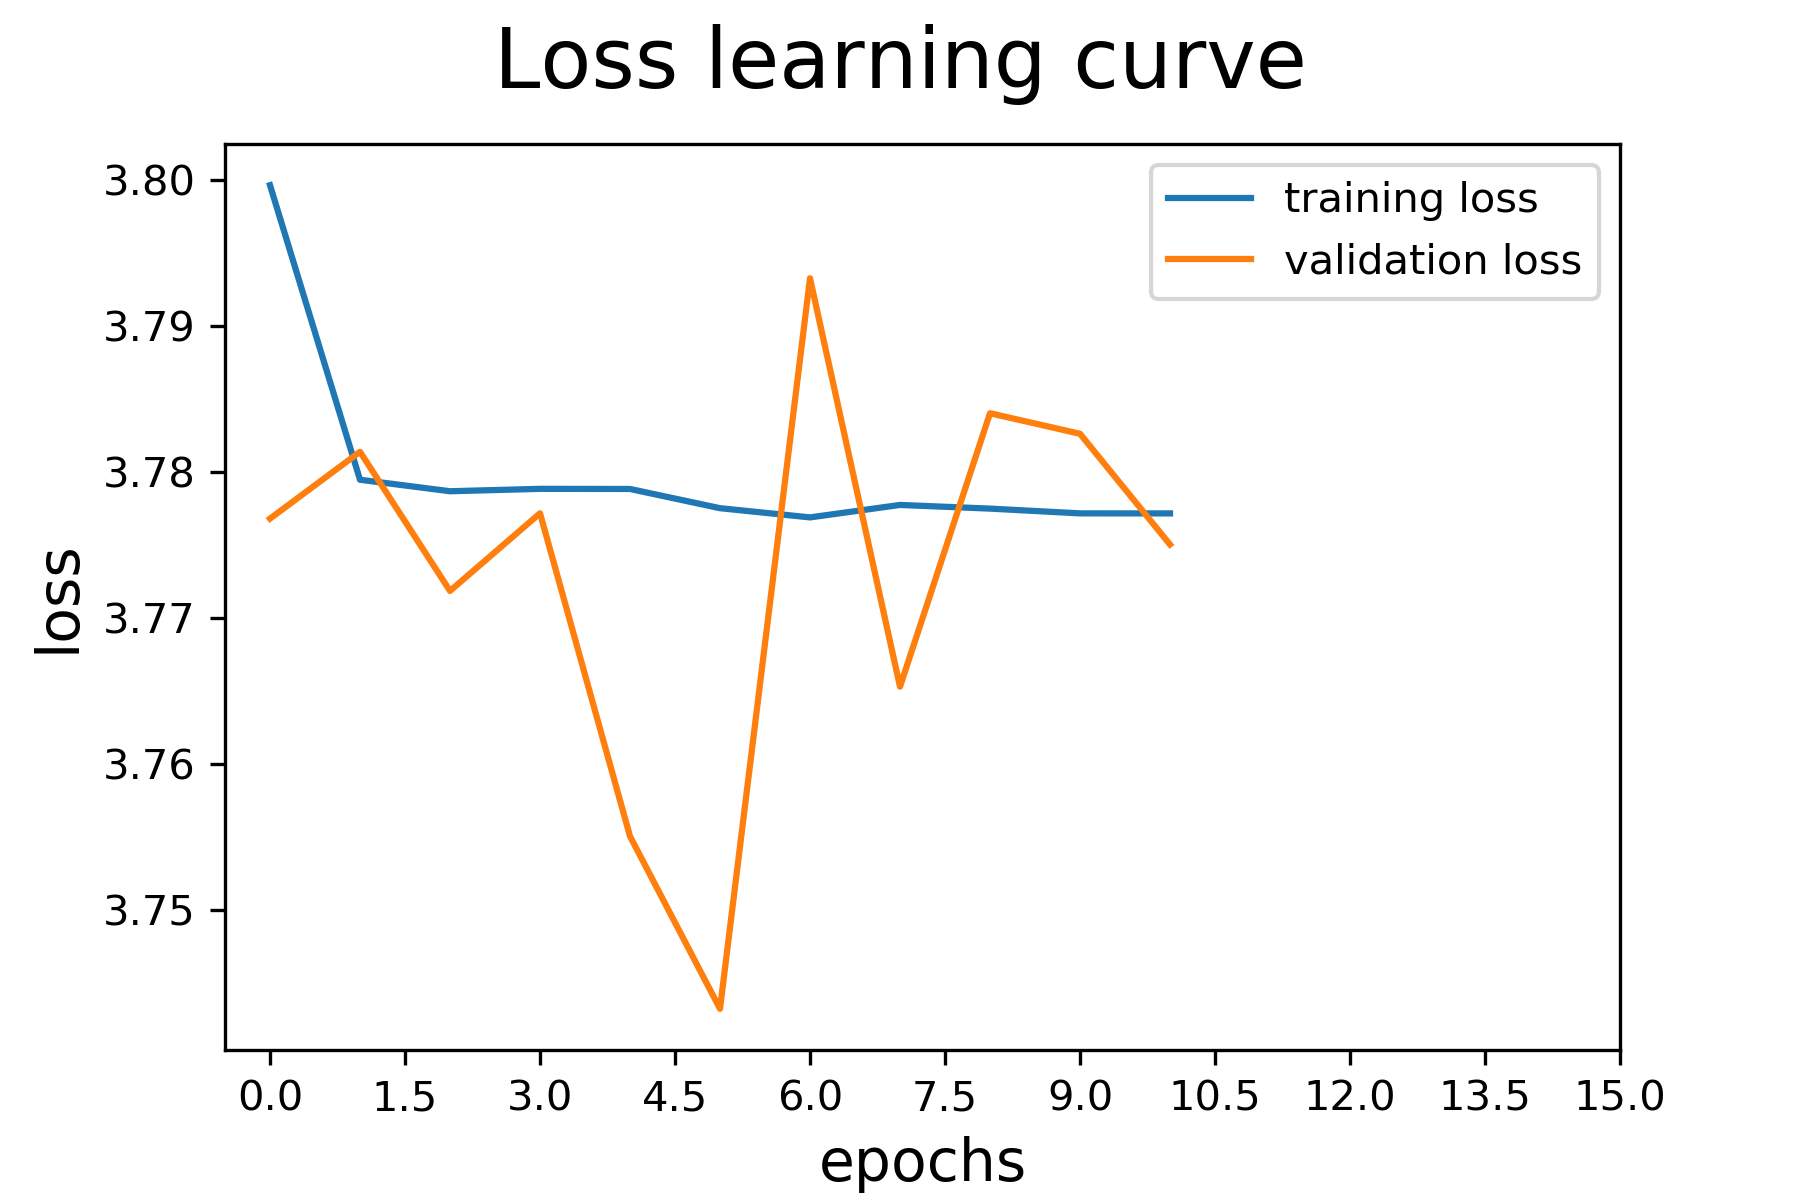 Loss learning curve
training loss
validation loss
3.80
3.79
3.78
3.77
3.76
3.75
loss
0.0 1.5 3.0 4.5 6.0 7.5 9.0 10.5 12.0 13.5 15.0
epochs